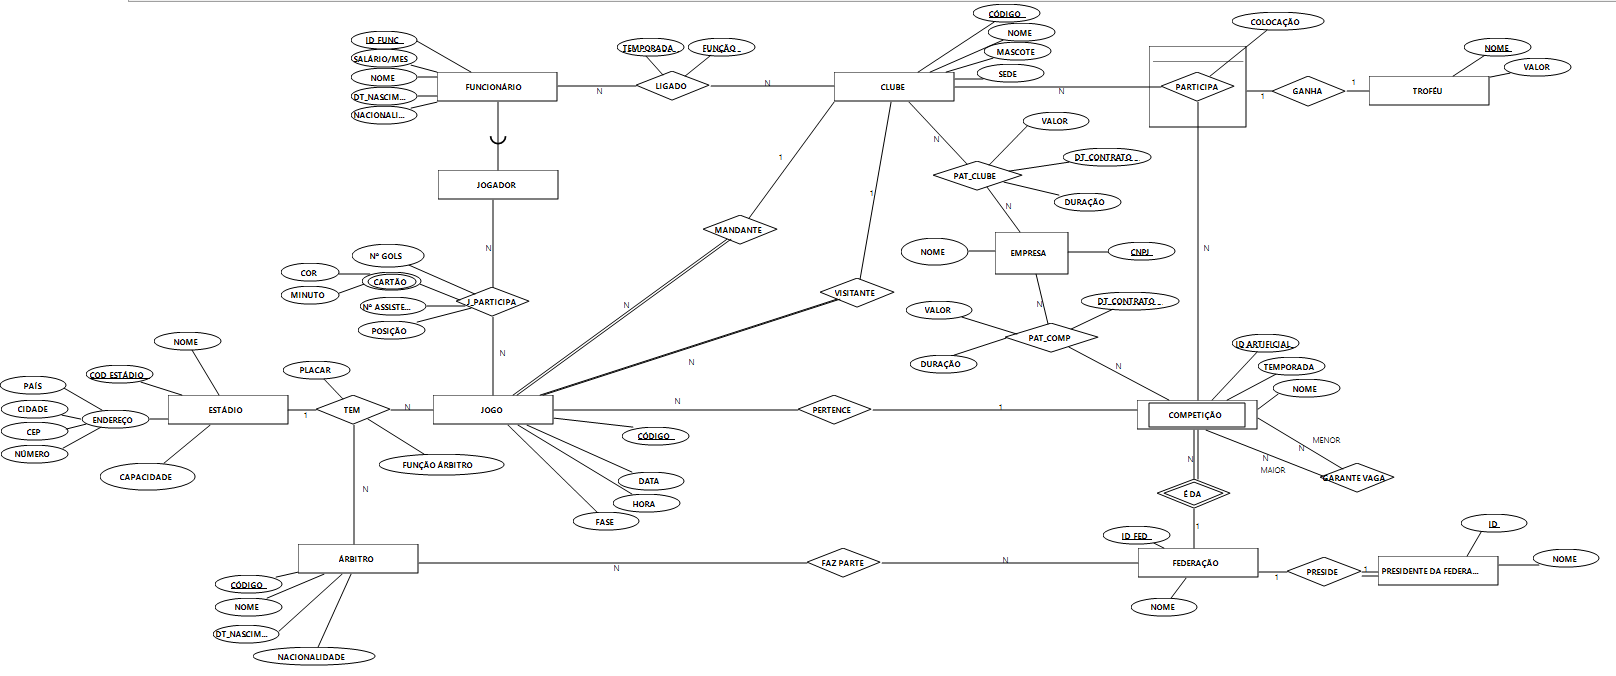 CÓDIGO
NOME
MASCOTE
SEDE
CLUBE
COLOCAÇÃO
NOME
VALOR
TROFÉU
ID_FUNC
SALÁRIO/MES
NOME
DT_NASCIM...
NACIONALI...
FUNCIONÁRIO
TEMPORADA
FUNÇÃO
LIGADO
N
N
N
PARTICIPA
1
GANHA
1
N
JOGADOR
N
VALOR
DT_CONTRATO
DURAÇÃO
PAT_CLUBE
N
N
1
1
MANDANTE
N
VISITANTE
N
NOME
EMPRESA
CNPJ
N
VALOR
DT_CONTRATO
DURAÇÃO
PAT_COMP
N
Nº GOLS
COR
CARTÃO
MINUTO
Nº ASSISTE...
POSIÇÃO
J_PARTICIPA
N
NOME
COD_ESTÁDIO
PAÍS
CIDADE
CEP
NÚMERO
ENDEREÇO
ESTÁDIO
CAPACIDADE
PLACAR
1
TEM
N
FUNÇÃO ÁRBITRO
N
JOGO
CÓDIGO
DATA
HORA
FASE
N
PERTENCE
1
ID ARTIFICIAL
TEMPORADA
NOME
COMPETIÇÃO
MENOR
N
N
MAIOR
GARANTE VAGA
N
É DA
1
ÁRBITRO
CÓDIGO
NOME
DT_NASCIM...
NACIONALIDADE
N
FAZ PARTE
N
ID_FED
FEDERAÇÃO
NOME
1
PRESIDE
1
PRESIDENTE DA FEDERA...
ID
NOME